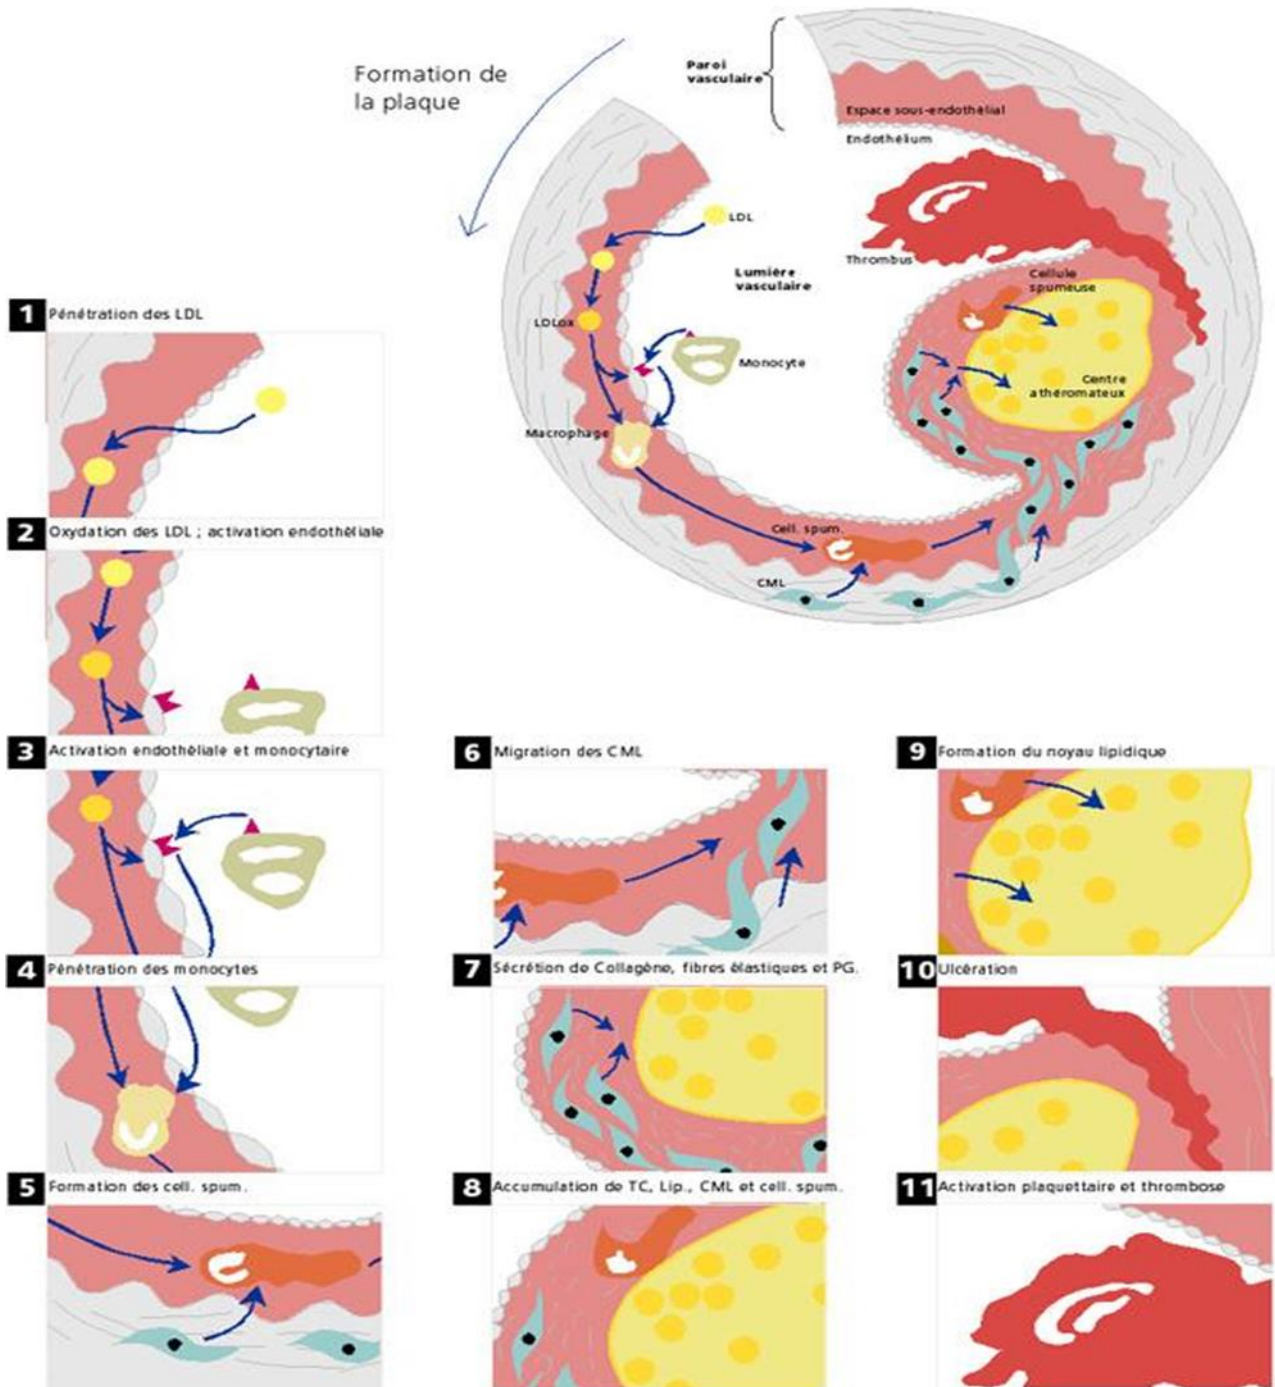 Formation de
la plaque
Paroi
vasculaire
Espace sous-endothélial
Endothélium
LDL
Thrombus
Lumière
vasculaire
Cellule
spumeuse
LDLox
Monocyte
Centre
athéromateux
Macrophage
Cell. spum.
CML
1 Pénétration des LDL
2 Oxydation des LDL ; activation endothéliale
3 Activation endothéliale et monocytaire
4 Pénétration des monocytes
5 Formation des cell. spum.
6 Migration des CML
7 Sécrétion de Collagène, fibres élastiques et PG.
8 Accumulation de TC, Lip., CML et cell. spum.
9 Formation du noyau lipidique
10 Ulcération
11 Activation plaquettaire et thrombose